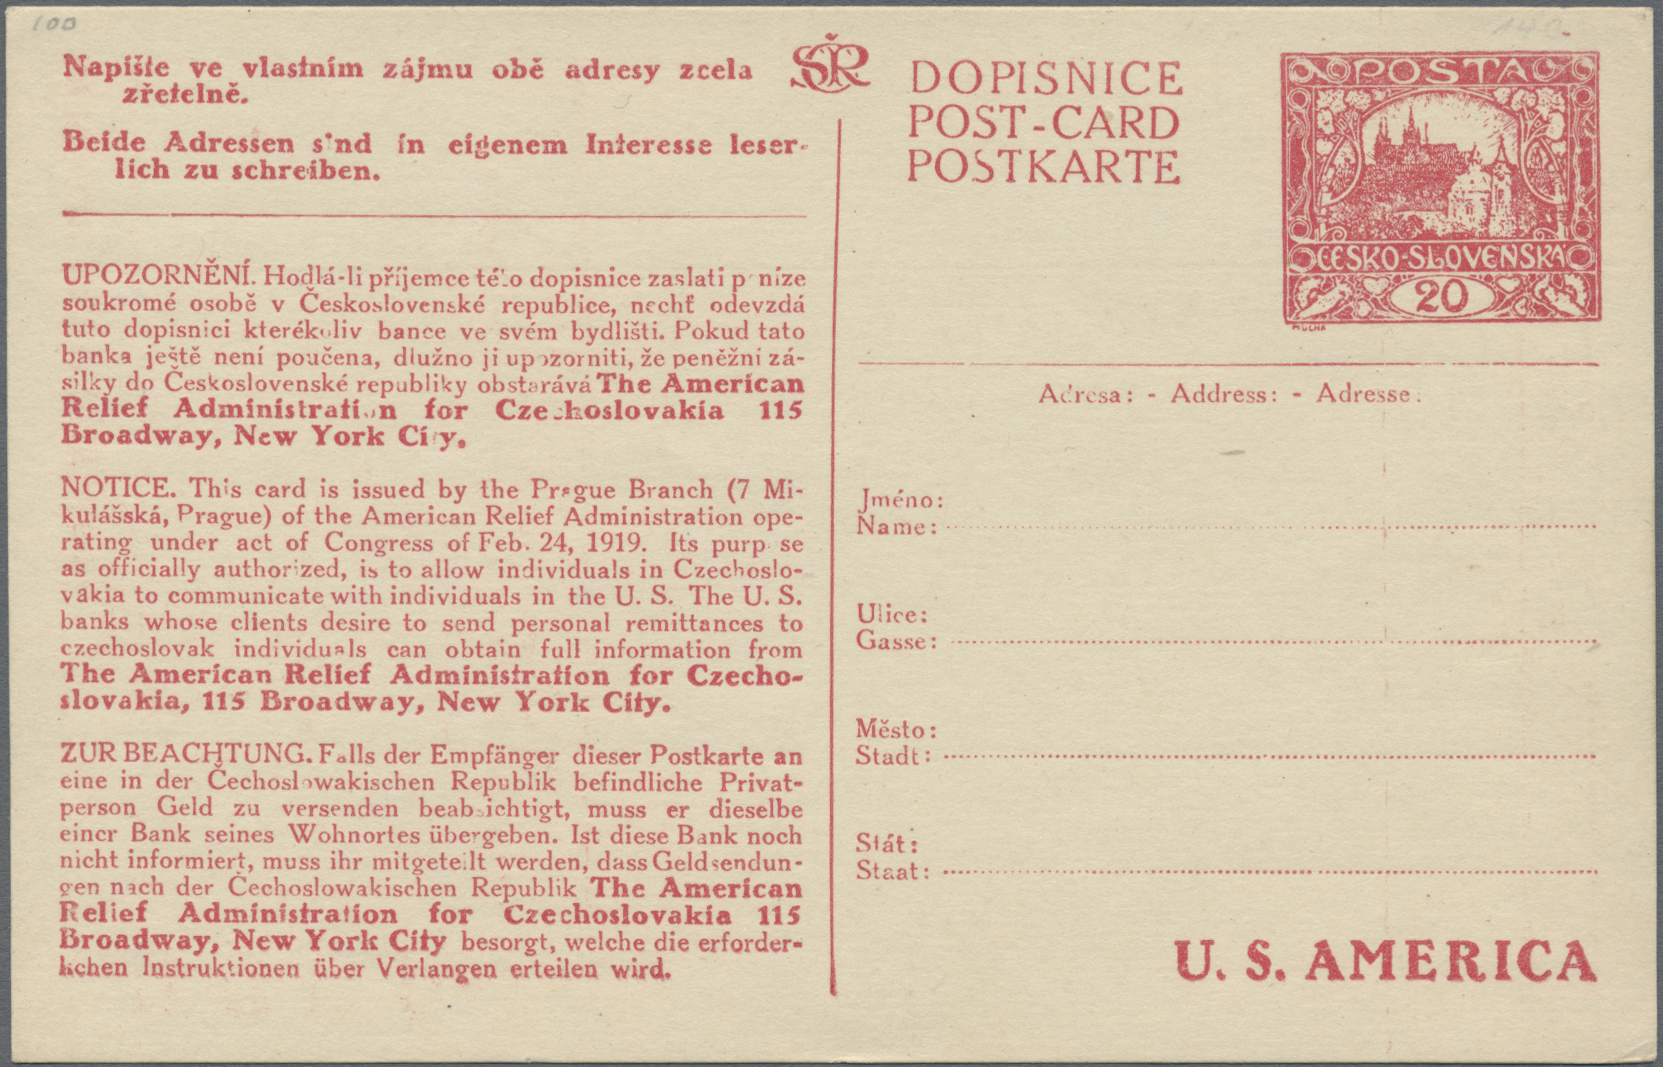 100
Napište ve vlastním zájmu obě adresy zcela
zřetelně.
Beide Adressen sind in eigenem Interesse leser-
lich zu schreiben.
UPOZORNĚNÍ. Hodlá-li příjemce této dopisnice zaslati peníze
soukromé osobě v Československé republice, nechť odevzdá
tuto dopisnici kterékoliv bance ve svém bydlišti. Pokud tato
banka ještě není poučena, dlužno ji upozorniti, že peněžní zá-
silky do Československé republiky obstarává The American
Relief Administration for Czechoslovakia 115
Broadway, New York City.
NOTICE. This card is issued by the Prague Branch (7 Mi-
kulášská, Prague) of the American Relief Administration ope-
rating under act of Congress of Feb. 24, 1919. Its purpose
as officially authorized, is to allow individuals in Czechoslo-
vakia to communicate with individuals in the U. S. The U. S.
banks whose clients desire to send personal remittances to
czechoslovak individuals can obtain full information from
The American Relief Administration for Czecho-
slovakia, 115 Broadway, New York City.
ZUR BEACHTUNG. Falls der Empfänger dieser Postkarte an
eine in der Čechoslowakischen Republik befindliche Privat-
person Geld zu versenden beabsichtigt, muss er dieselbe
einer Bank seines Wohnortes übergeben. Ist diese Bank noch
nicht informiert, muss ihr mitgeteilt werden, dass Geldsendun-
gen nach der Čechoslowakischen Republik The American
Relief Administration for Czechoslovakia 115
Broadway, New York City besorgt, welche die erforder-
lichen Instruktionen über Verlangen erteilen wird.
SČR
DOPISNICE
POST-CARD
POSTKARTE
POSTA
ČESKO-SLOVENSKÁ
20
MUCHA
Adresa: - Address: - Adresse:
Jméno:
Name:
Ulice:
Gasse:
Město:
Stadt:
Stát:
Staat:
U. S. AMERICA